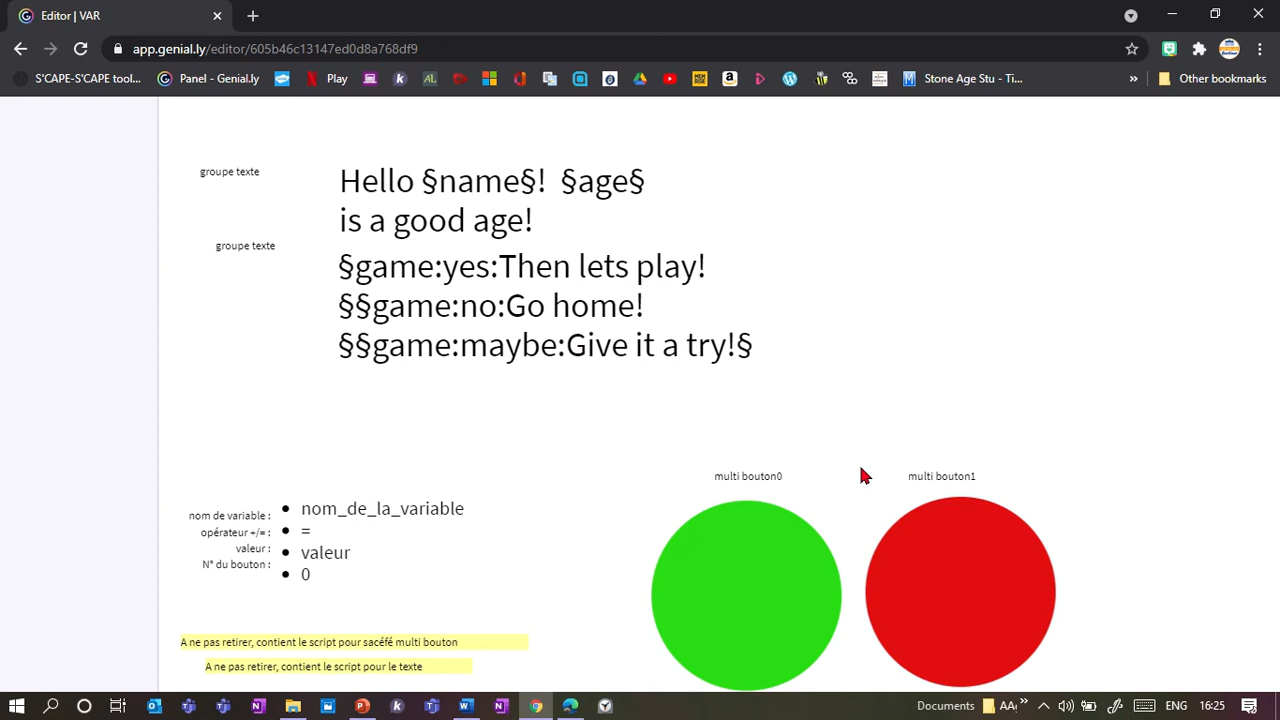 Editor | VAR
app.genial.ly/editor/605b46c13147ed0d8a768df9
S'CAPE-S'CAPE tool...
Panel - Genial.ly
Play
AL
Stone Age Stu - Ti...
»
Other bookmarks
groupe texte
Hello §name§!  §age§
is a good age!
groupe texte
§game:yes:Then lets play!
§§game:no:Go home!
§§game:maybe:Give it a try!§
multi bouton0
multi bouton1
nom de variable :
opérateur +/= :
valeur :
N° du bouton :
• nom_de_la_variable
• =
• valeur
• 0
A ne pas retirer, contient le script pour sacéfé multi bouton
A ne pas retirer, contient le script pour le texte
Documents
ENG
16:25